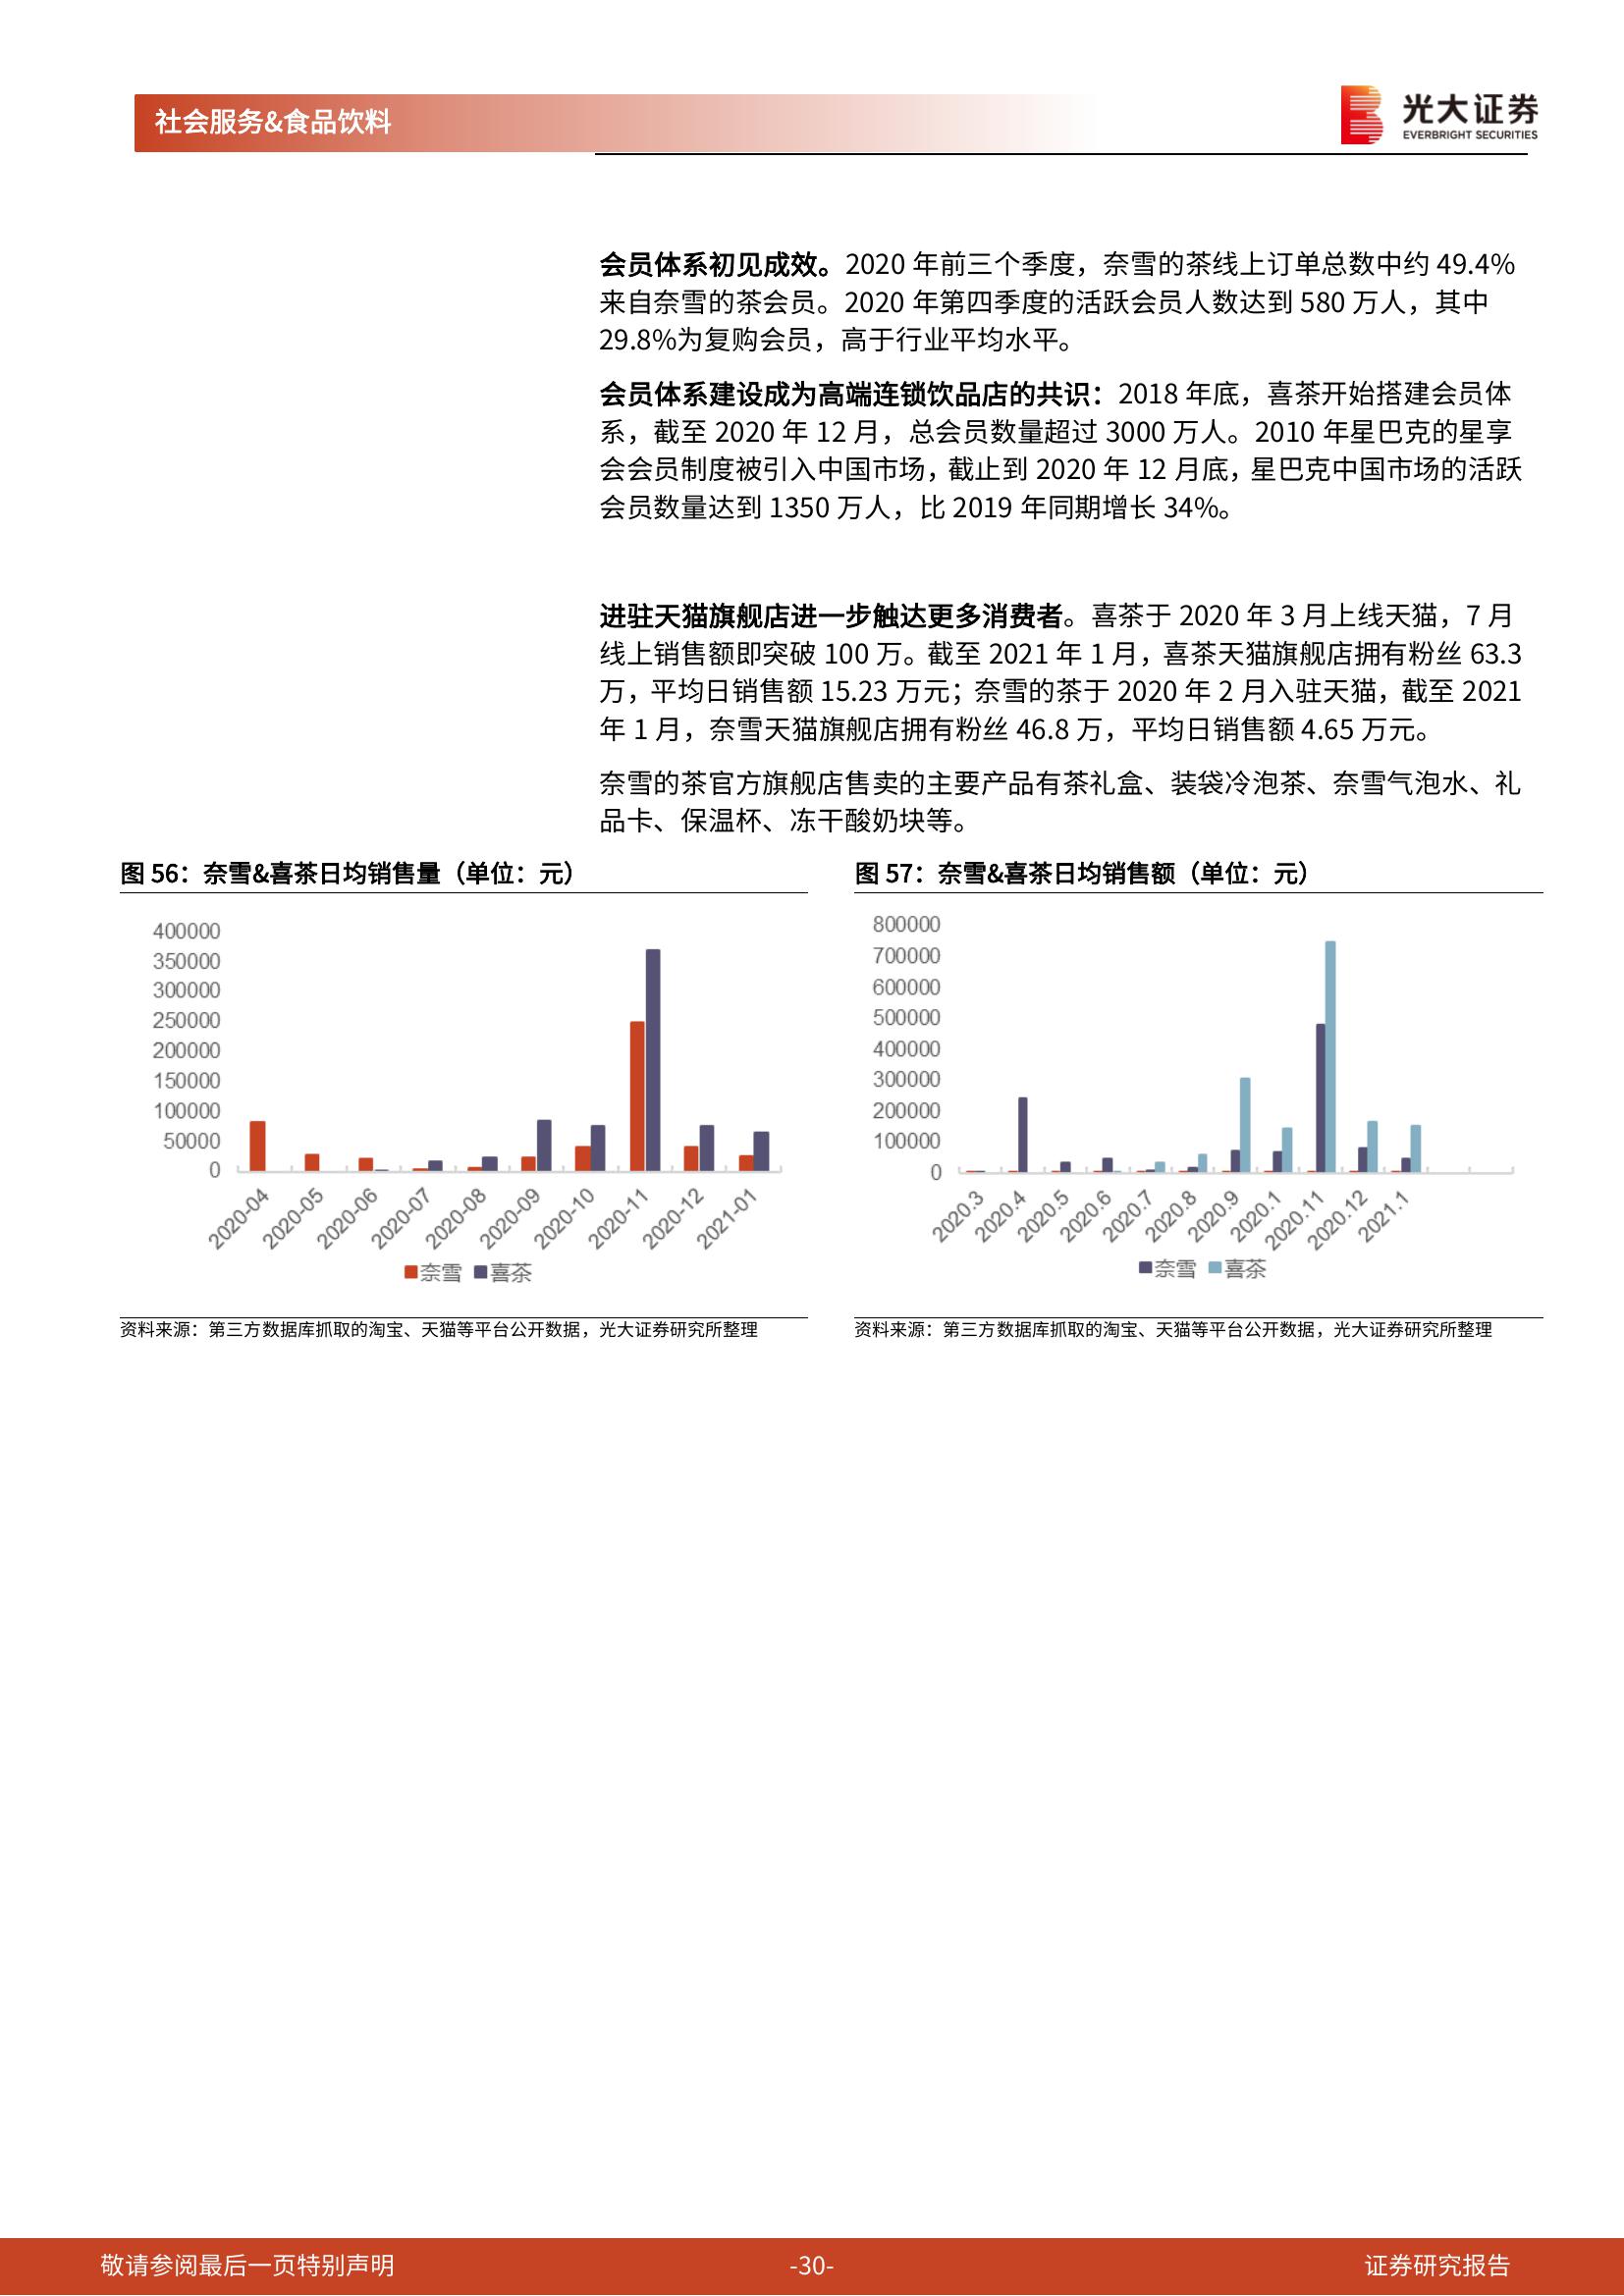 社会服务&食品饮料
光大证券
EVERBRIGHT SECURITIES
会员体系初见成效。2020 年前三个季度，奈雪的茶线上订单总数中约 49.4%
来自奈雪的茶会员。2020 年第四季度的活跃会员人数达到 580 万人，其中
29.8%为复购会员，高于行业平均水平。
会员体系建设成为高端连锁饮品店的共识：2018 年底，喜茶开始搭建会员体
系，截至 2020 年 12 月，总会员数量超过 3000 万人。2010 年星巴克的星享
会会员制度被引入中国市场，截止到 2020 年 12 月底，星巴克中国市场的活跃
会员数量达到 1350 万人，比 2019 年同期增长 34%。
进驻天猫旗舰店进一步触达更多消费者。喜茶于 2020 年 3 月上线天猫，7 月
线上销售额即突破 100 万。截至 2021 年 1 月，喜茶天猫旗舰店拥有粉丝 63.3
万，平均日销售额 15.23 万元；奈雪的茶于 2020 年 2 月入驻天猫，截至 2021
年 1 月，奈雪天猫旗舰店拥有粉丝 46.8 万，平均日销售额 4.65 万元。
奈雪的茶官方旗舰店售卖的主要产品有茶礼盒、装袋冷泡茶、奈雪气泡水、礼
品卡、保温杯、冻干酸奶块等。
图 56：奈雪&喜茶日均销售量（单位：元）
400000
350000
300000
250000
200000
150000
100000
50000
0
2020-04 2020-05 2020-06 2020-07 2020-08 2020-09 2020-10 2020-11 2020-12 2021-01
奈雪 喜茶
资料来源：第三方数据库抓取的淘宝、天猫等平台公开数据，光大证券研究所整理
图 57：奈雪&喜茶日均销售额（单位：元）
800000
700000
600000
500000
400000
300000
200000
100000
0
2020.3 2020.4 2020.5 2020.6 2020.7 2020.8 2020.9 2020.1 2020.11 2020.12 2021.1
奈雪 喜茶
资料来源：第三方数据库抓取的淘宝、天猫等平台公开数据，光大证券研究所整理
敬请参阅最后一页特别声明
-30-
证券研究报告